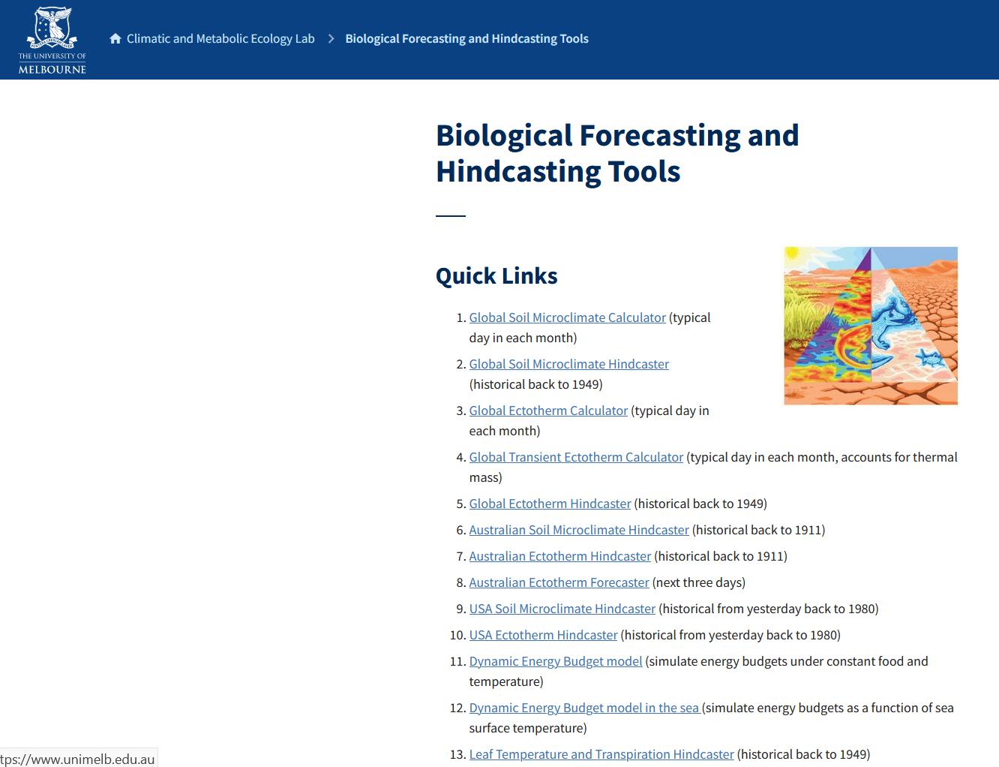 THE UNIVERSITY OF
MELBOURNE
Climatic and Metabolic Ecology Lab
Biological Forecasting and Hindcasting Tools
Biological Forecasting and
Hindcasting Tools
Quick Links
1. Global Soil Microclimate Calculator (typical
day in each month)
2. Global Soil Microclimate Hindcaster
(historical back to 1949)
3. Global Ectotherm Calculator (typical day in
each month)
4. Global Transient Ectotherm Calculator (typical day in each month, accounts for thermal
mass)
5. Global Ectotherm Hindcaster (historical back to 1949)
6. Australian Soil Microclimate Hindcaster (historical back to 1911)
7. Australian Ectotherm Hindcaster (historical back to 1911)
8. Australian Ectotherm Forecaster (next three days)
9. USA Soil Microclimate Hindcaster (historical from yesterday back to 1980)
10. USA Ectotherm Hindcaster (historical from yesterday back to 1980)
11. Dynamic Energy Budget model (simulate energy budgets under constant food and
temperature)
12. Dynamic Energy Budget model in the sea (simulate energy budgets as a function of sea
surface temperature)
13. Leaf Temperature and Transpiration Hindcaster (historical back to 1949)
tps://www.unimelb.edu.au